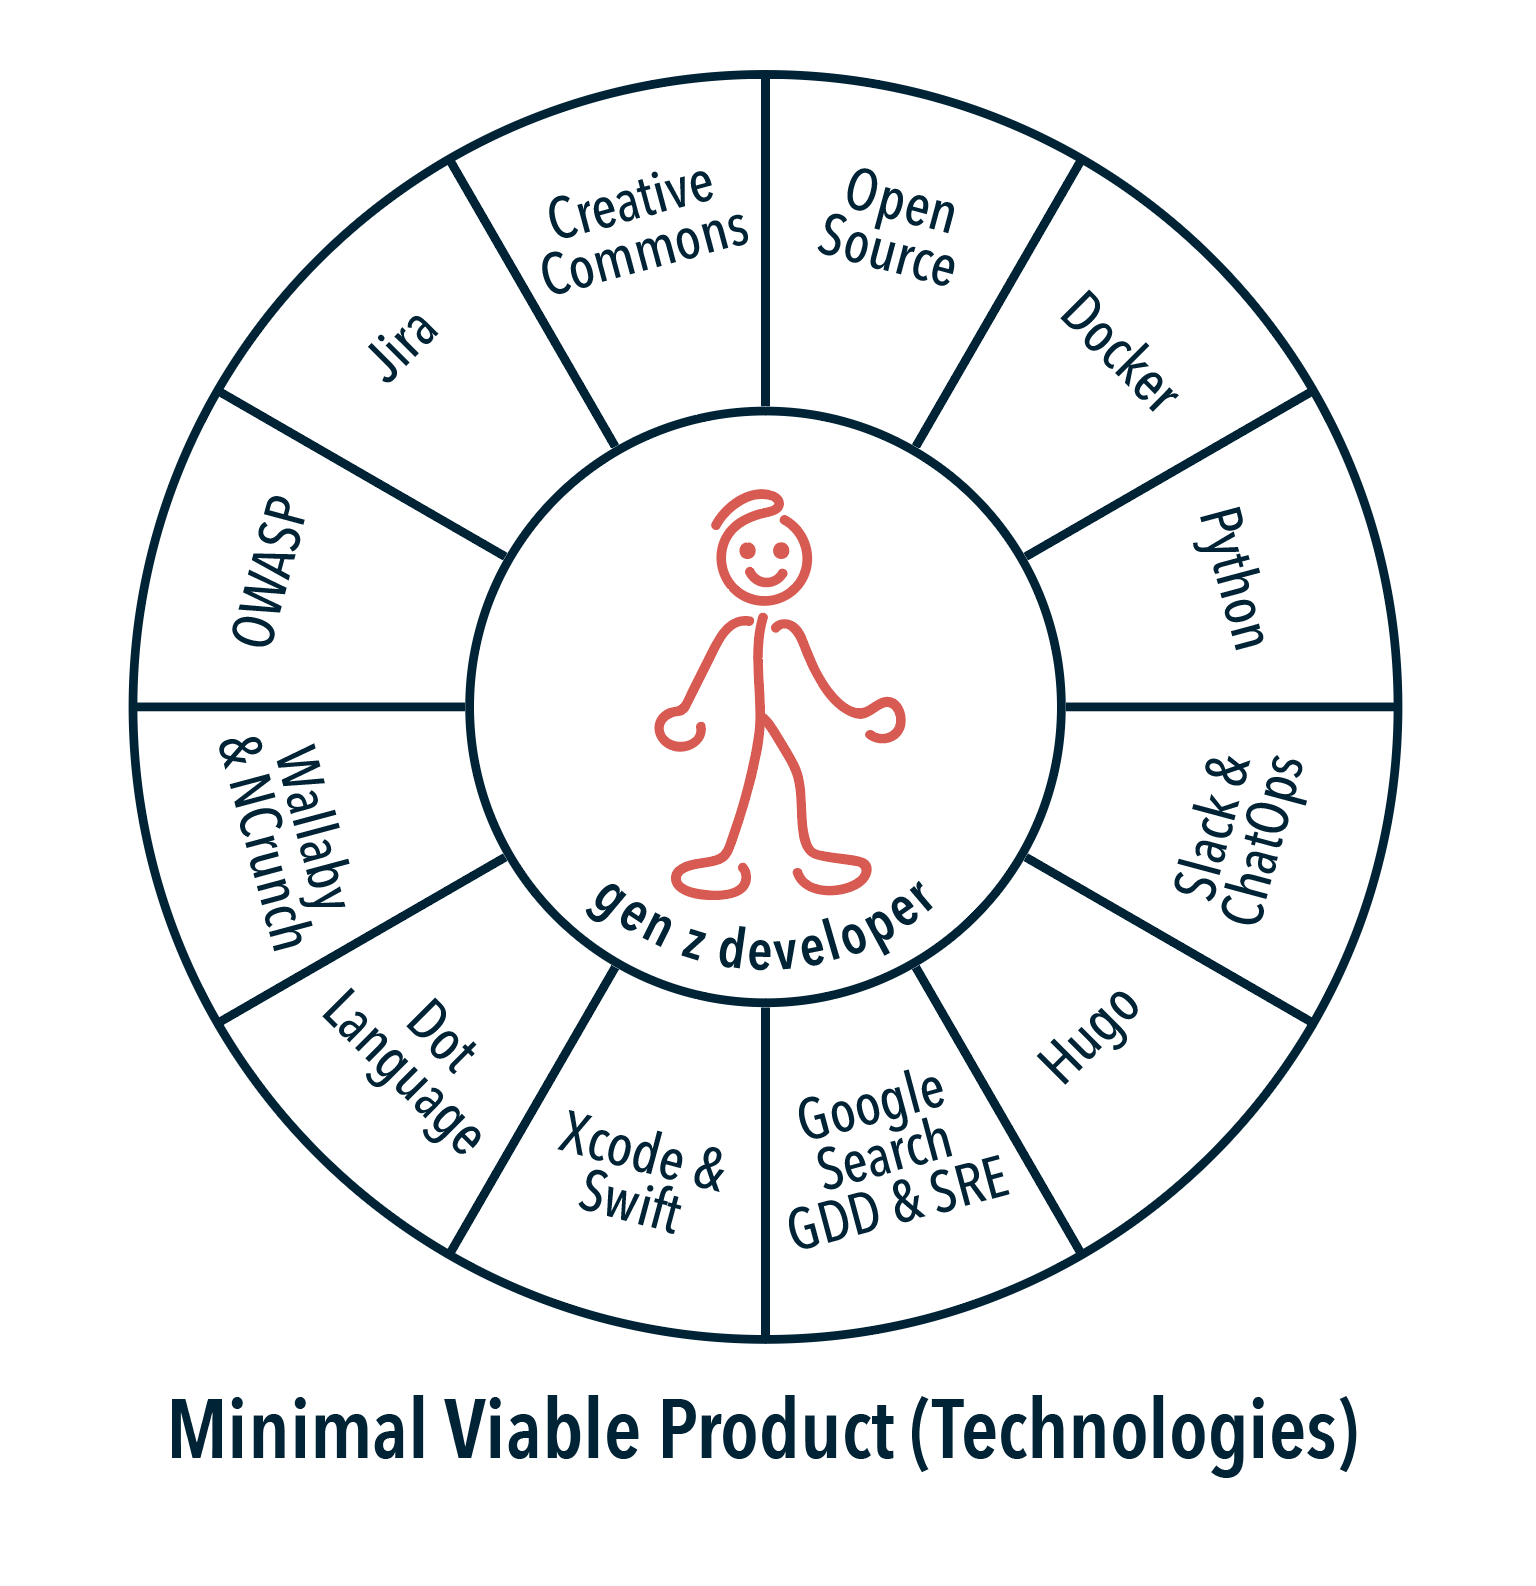 Open
Source
Docker
Python
Slack &
ChatOps
Hugo
Google
Search
GDD & SRE
Xcode &
Swift
Dot
Language
Wallaby
& NCrunch
OWASP
Jira
Creative
Commons
gen z developer
Minimal Viable Product (Technologies)